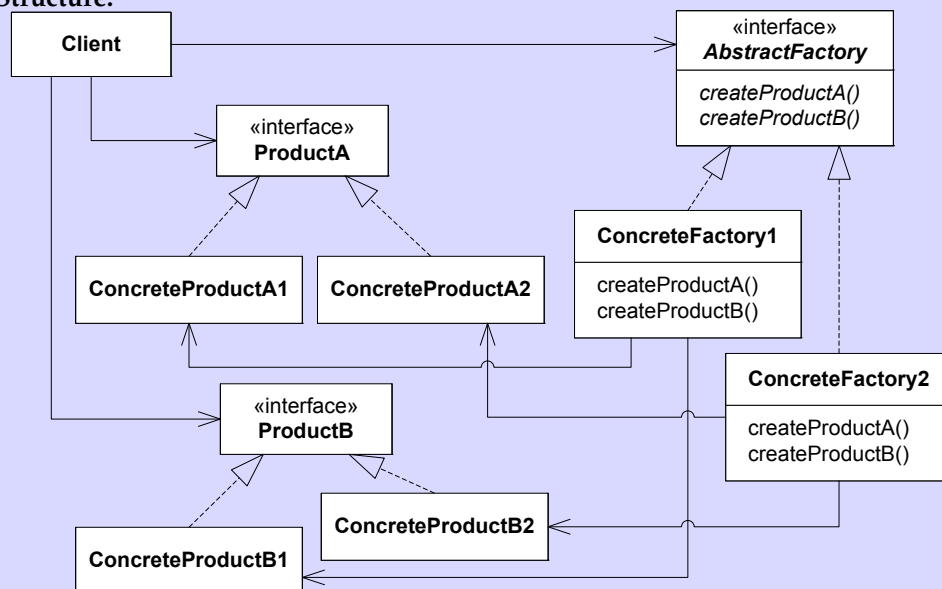 Structure:
Client
«interface»
AbstractFactory
createProductA()
createProductB()
«interface»
ProductA
ConcreteFactory1
createProductA()
createProductB()
ConcreteProductA1
ConcreteProductA2
ConcreteFactory2
createProductA()
createProductB()
«interface»
ProductB
ConcreteProductB2
ConcreteProductB1